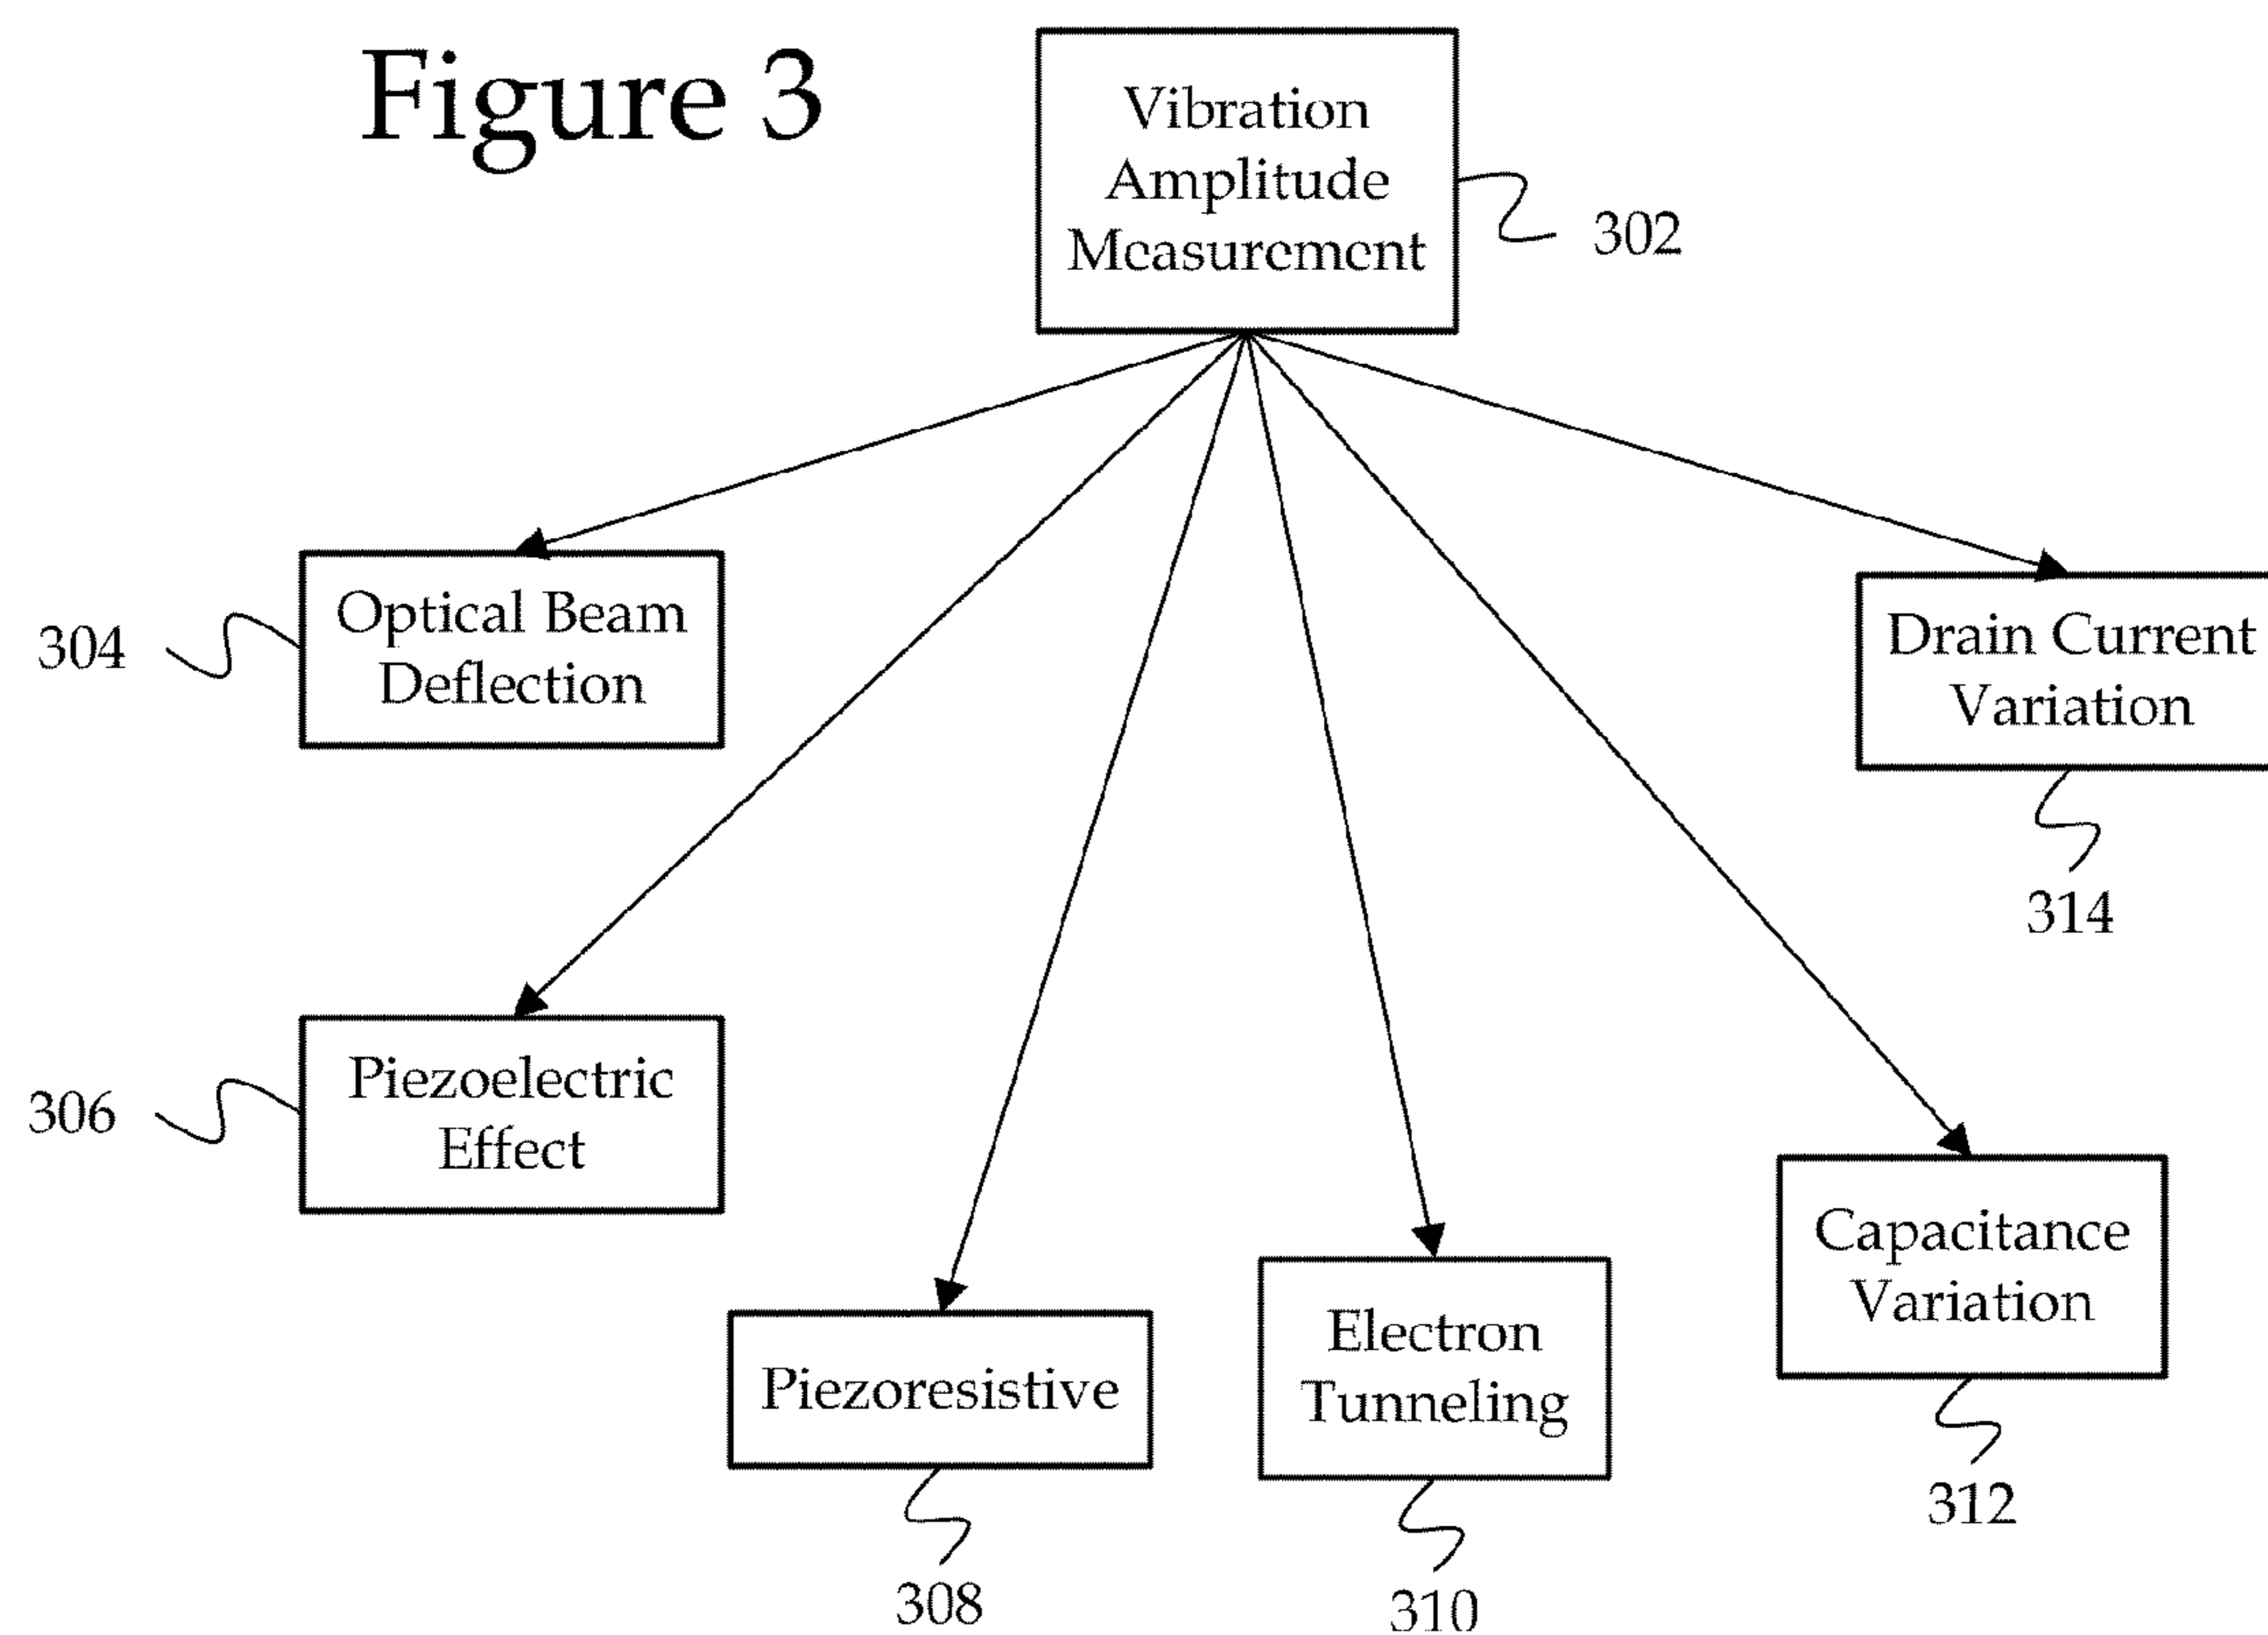 Figure 3
Vibration
Amplitude
Measurement
302
304
Optical Beam
Deflection
Drain Current
Variation
314
306
Piezoelectric
Effect
Capacitance
Variation
312
Piezoresistive
308
Electron
Tunneling
310